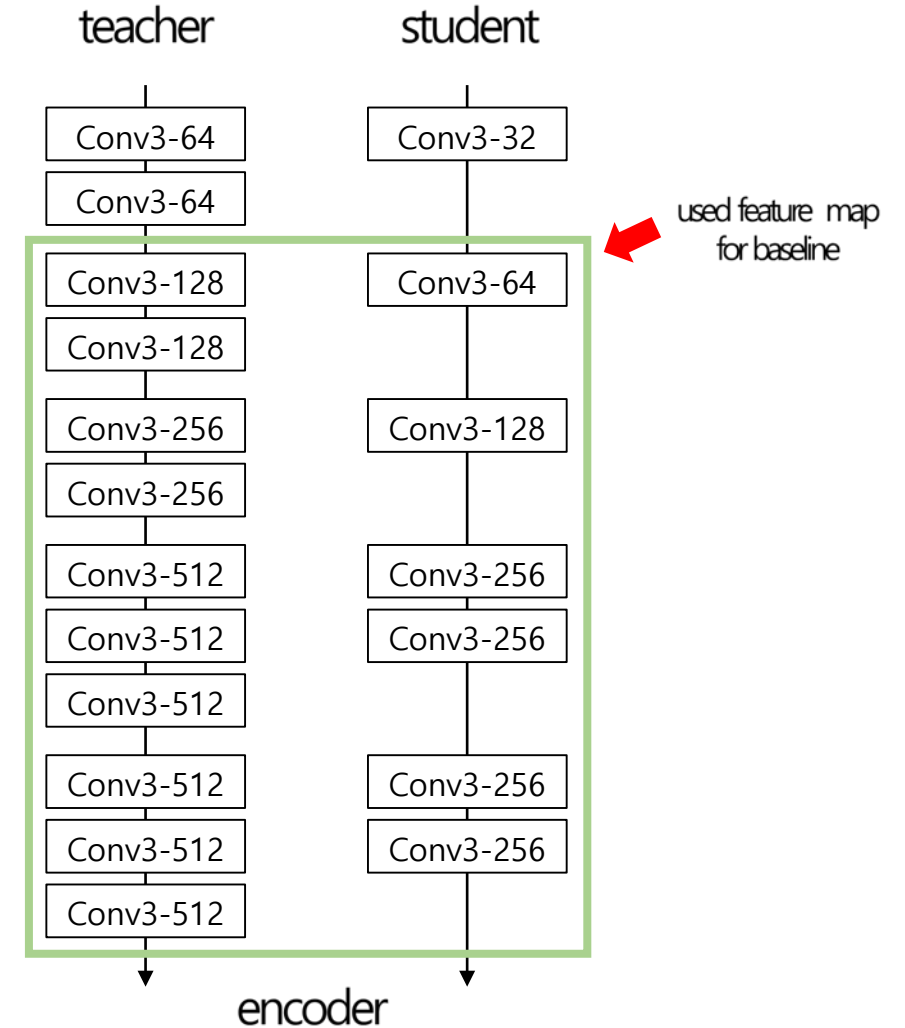 teacher
student
Conv3-64
Conv3-32
Conv3-64
used feature map
for baseline
Conv3-128
Conv3-64
Conv3-128
Conv3-256
Conv3-128
Conv3-256
Conv3-512
Conv3-256
Conv3-512
Conv3-256
Conv3-512
Conv3-512
Conv3-256
Conv3-512
Conv3-256
Conv3-512
encoder